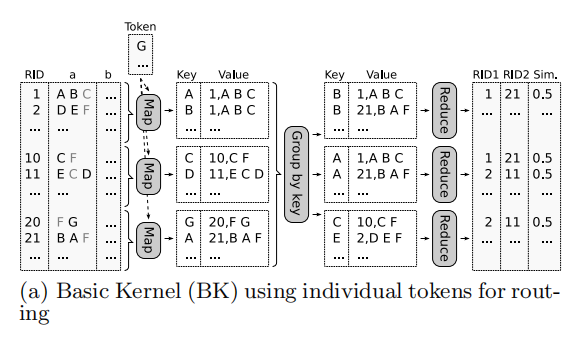 Token
G
...
RID a b Key Value Key Value RID1 RID2 Sim.
1 A B C ... Map A 1,A B C B 1,A B C Reduce 1 21 0.5
2 D E F ... B 1,A B C B 21,B A F ... ... ...
... ... ... ... ... ...
10 C F ... Map C 10,C F Group by key A 1,A B C Reduce 1 21 0.5
11 E C D ... D 11,E C D A 21,B A F 2 11 0.5
... ... ... ... ... ... ... ...
20 F G ... Map G 20,F G C 10,C F Reduce 2 11 0.5
21 B A F ... A 21,B A F E 2,D E F ... ... ...
... ... ... ... ...
(a) Basic Kernel (BK) using individual tokens for rout-
ing